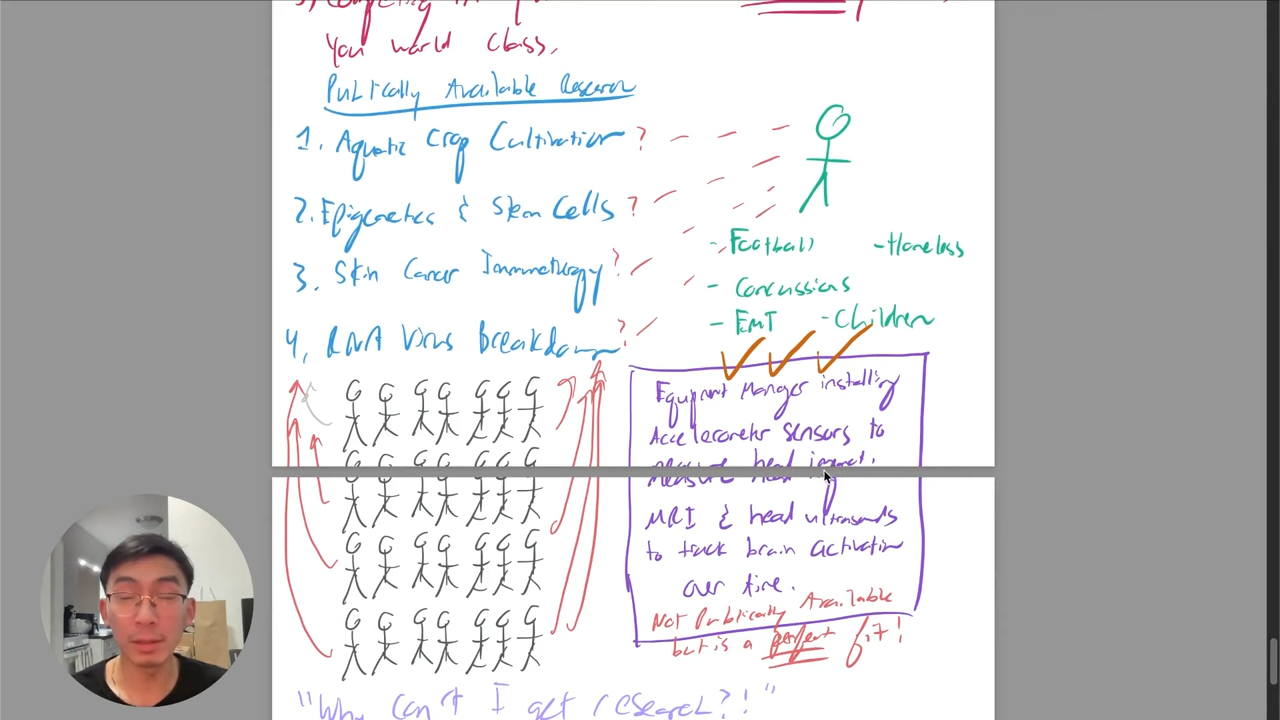 you world class.
Publically Available Research
1. Aquatic Crop Cultivation ?
2. Epigenetics & Stem Cells ?
3. Skin Cancer Immunotherapy ?
4. RNA Virus Breakdown ?
- Football - Homeless
- Concussions
- EMT - Children
Equipment Manager installing
Accelerometer sensors to
measure head impact.
MRI & head ultrasounds
to track brain activation
over time.
Not Publically Available
but is a perfect fit!
"Why can't I get research?!"